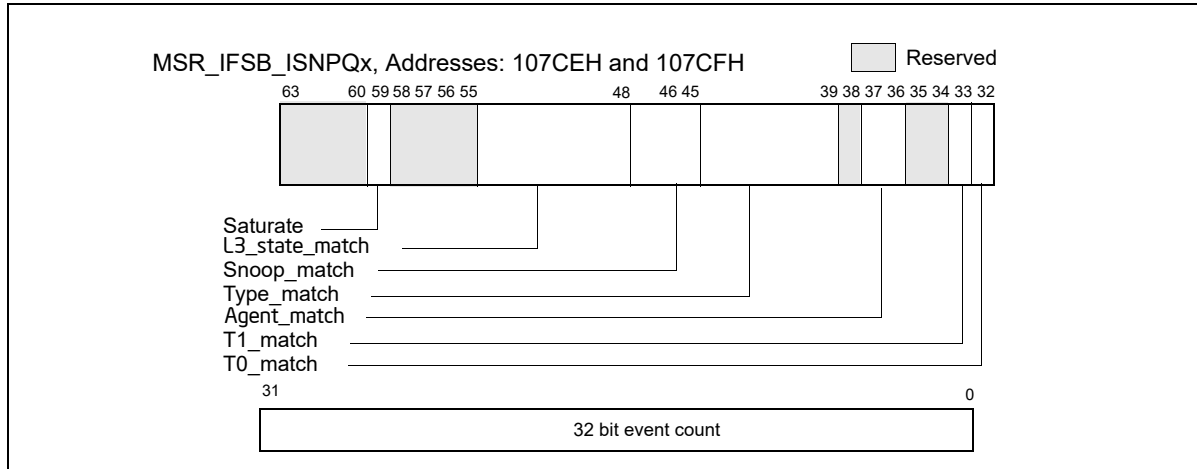 MSR_IFSB_ISNPQx, Addresses: 107CEH and 107CFH
Reserved
63 60 59 58 57 56 55 48 46 45 39 38 37 36 35 34 33 32
Saturate
L3_state_match
Snoop_match
Type_match
Agent_match
T1_match
T0_match
31 0
32 bit event count